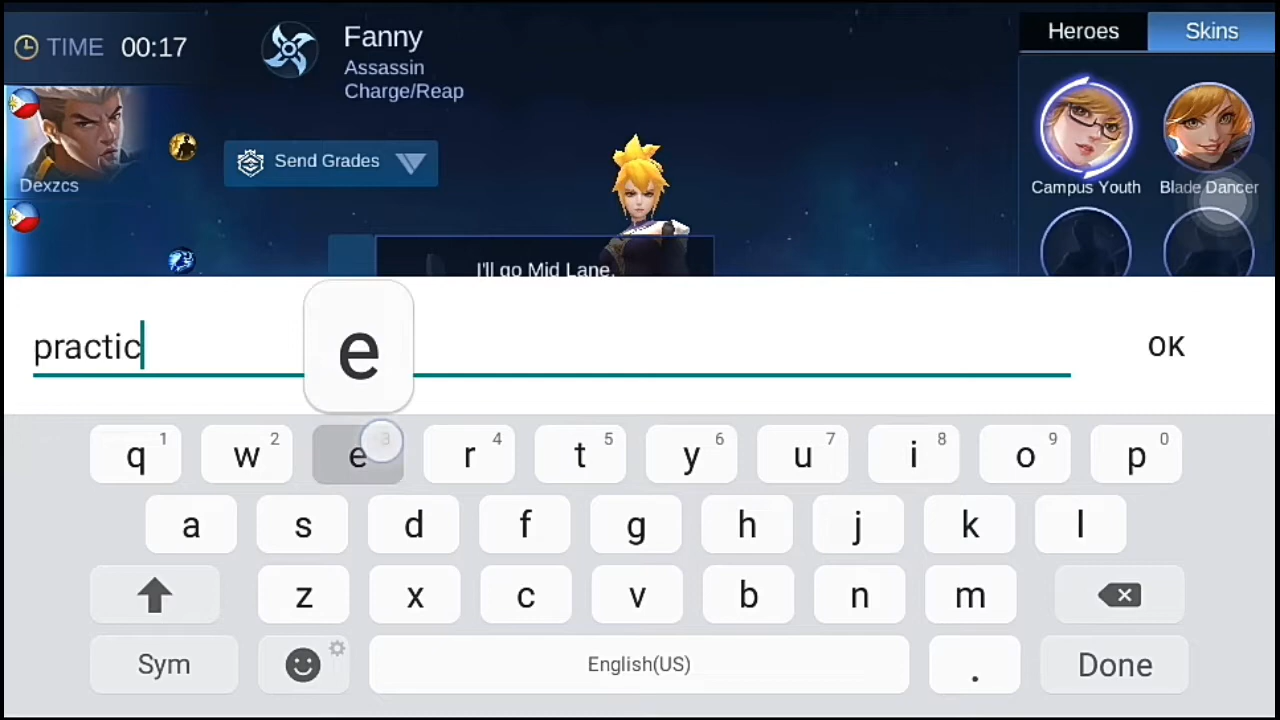 TIME 00:17
Fanny
Assassin
Charge/Reap
Heroes Skins
Send Grades
Dexzcs
Campus Youth Blade Dancer
I'll go Mid Lane.
practic
OK
e
q 1 w 2 e 3 r 4 t 5 y 6 u 7 i 8 o 9 p 0
a s d f g h j k l
z x c v b n m
Sym English(US) . Done